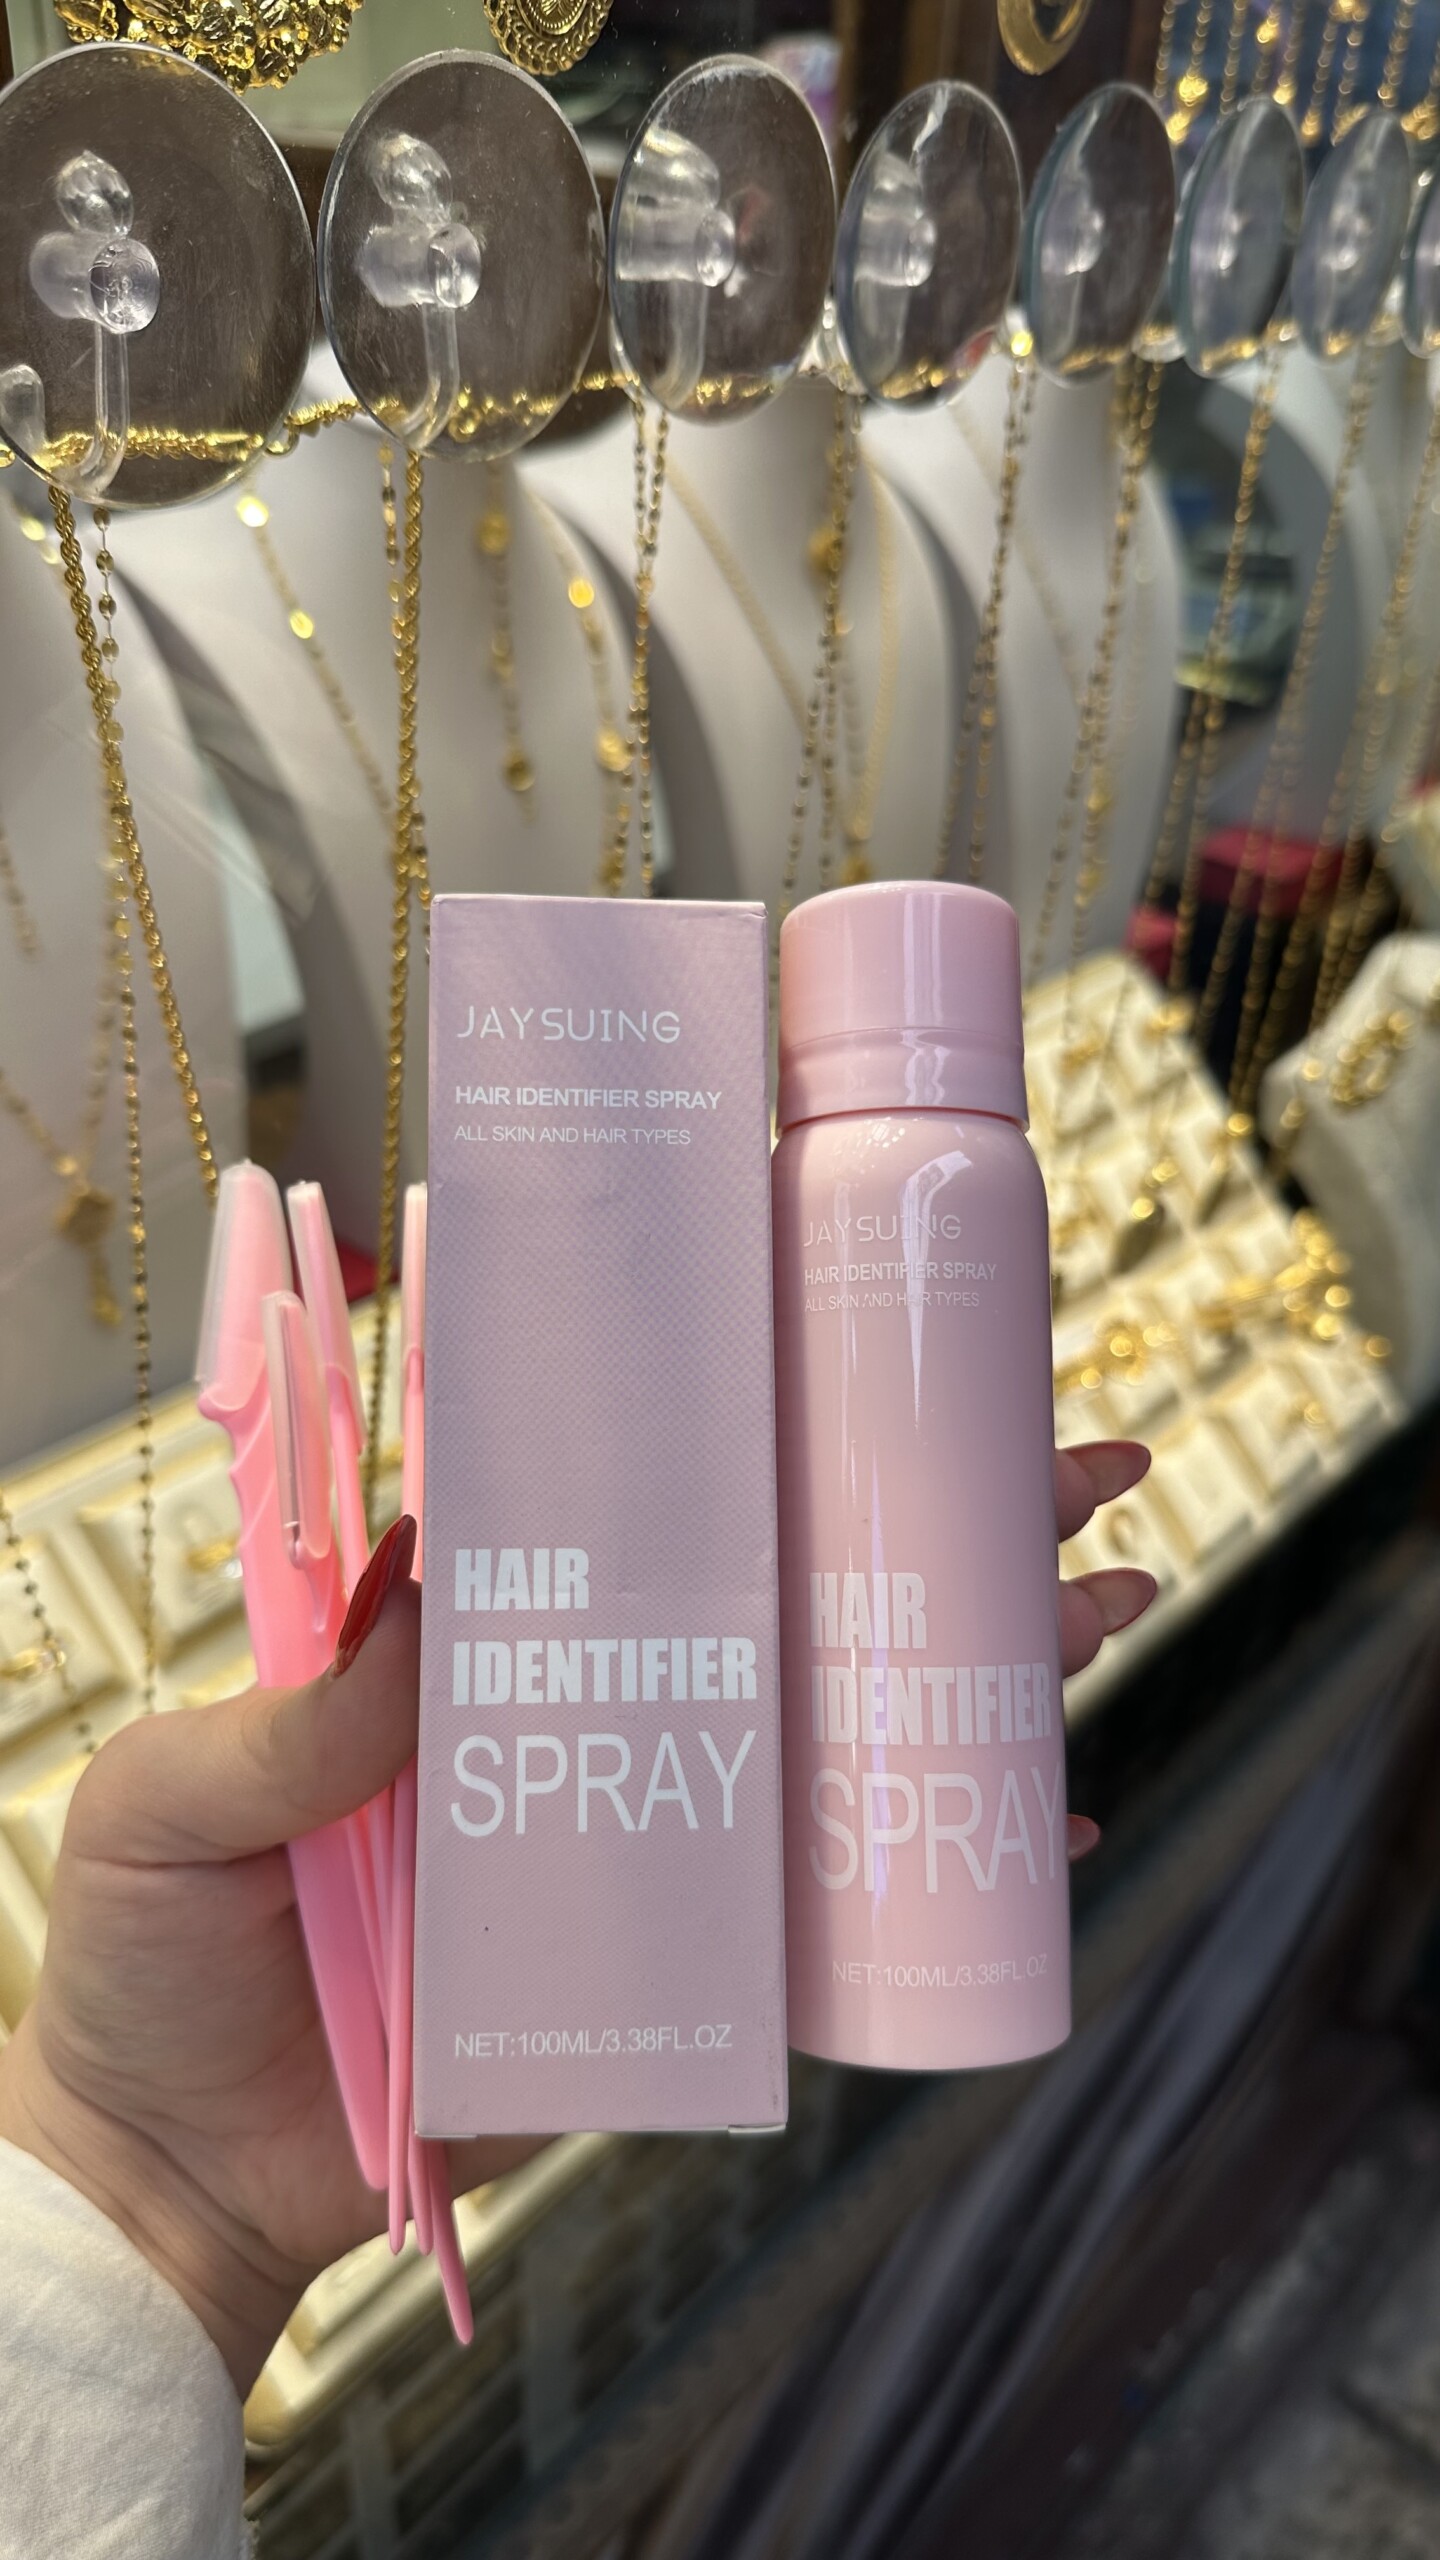 JAYSUING
HAIR IDENTIFIER SPRAY
ALL SKIN AND HAIR TYPES
HAIR
IDENTIFIER
SPRAY
NET:100ML/3.38FL.OZ
JAYSUING
HAIR IDENTIFIER SPRAY
ALL SKIN AND HAIR TYPES
HAIR
IDENTIFIER
SPRAY
NET:100ML/3.38FL.OZ